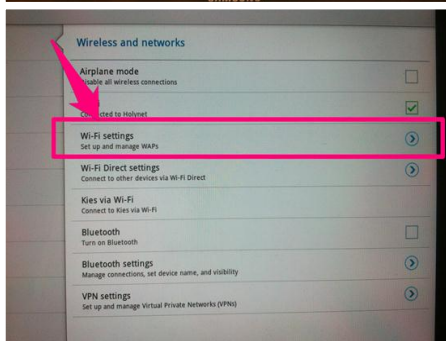 Wireless and networks
Airplane mode
Disable all wireless connections
Connected to Holynet
Wi-Fi settings
Set up and manage WAPs
Wi-Fi Direct settings
Connect to other devices via Wi-Fi Direct
Kies via Wi-Fi
Connect to Kies via Wi-Fi
Bluetooth
Turn on Bluetooth
Bluetooth settings
Manage connections, set device name, and visibility
VPN settings
Set up and manage Virtual Private Networks (VPNs)